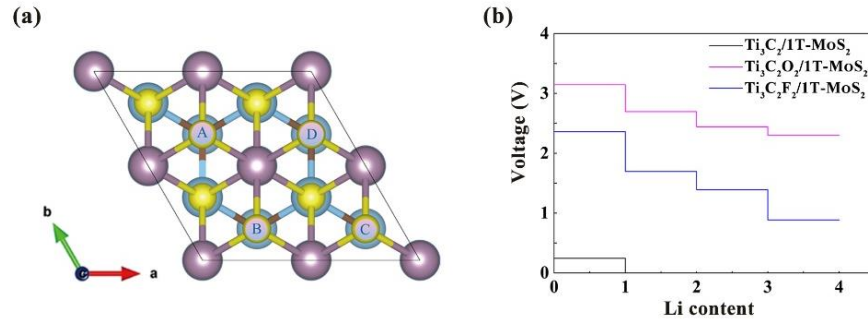 (a)
A
D
B
C
b
a
c
(b)
Voltage (V)
4
3
2
1
0
Ti₃C₂/1T-MoS₂
Ti₃C₂O₂/1T-MoS₂
Ti₃C₂F₂/1T-MoS₂
0 1 2 3 4
Li content